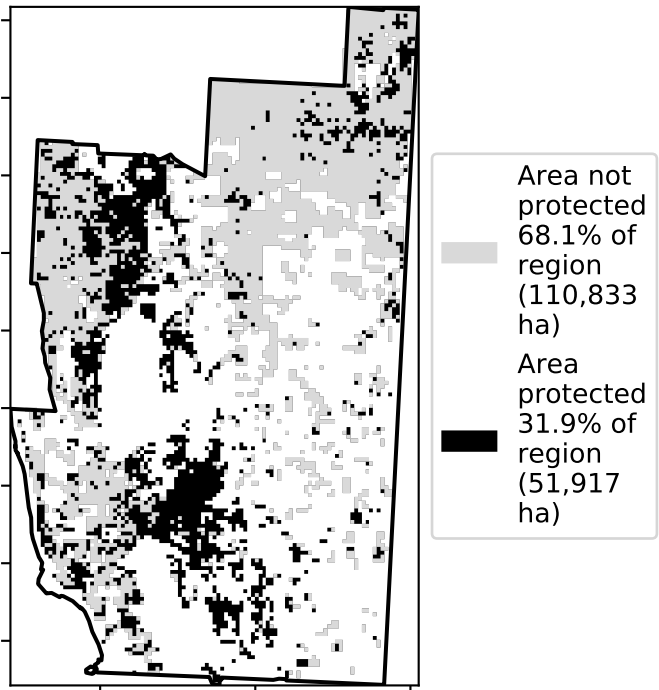 Area not
protected
68.1% of
region
(110,833
ha)
Area
protected
31.9% of
region
(51,917
ha)